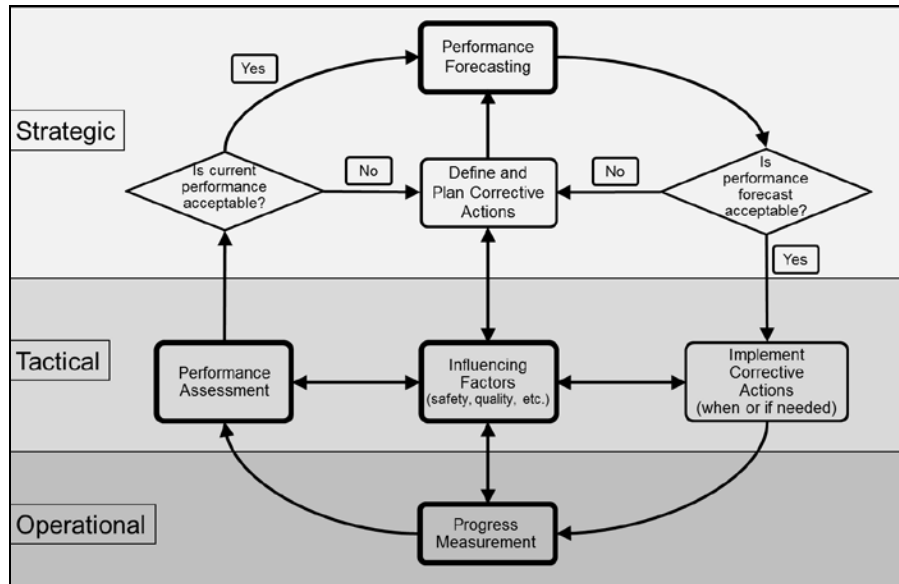 Performance
Forecasting
Yes
Strategic
Is current
performance
acceptable?
No
Define and
Plan Corrective
Actions
No
Is
performance
forecast
acceptable?
Yes
Tactical
Performance
Assessment
Influencing
Factors
(safety, quality, etc.)
Implement
Corrective
Actions
(when or if needed)
Operational
Progress
Measurement